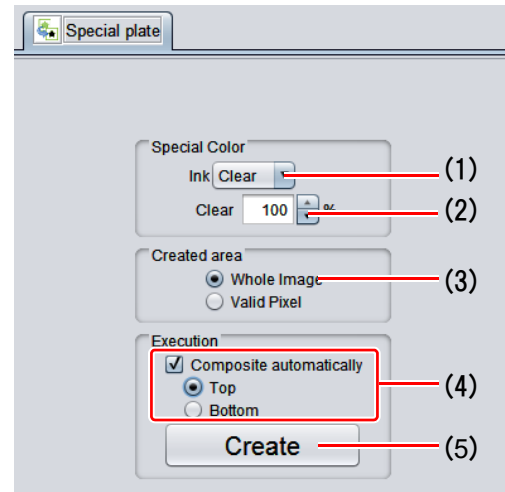 Special plate
Special Color
Ink Clear (1)
Clear 100 % (2)
Created area
Whole Image (3)
Valid Pixel
Execution
Composite automatically
Top (4)
Bottom
Create (5)